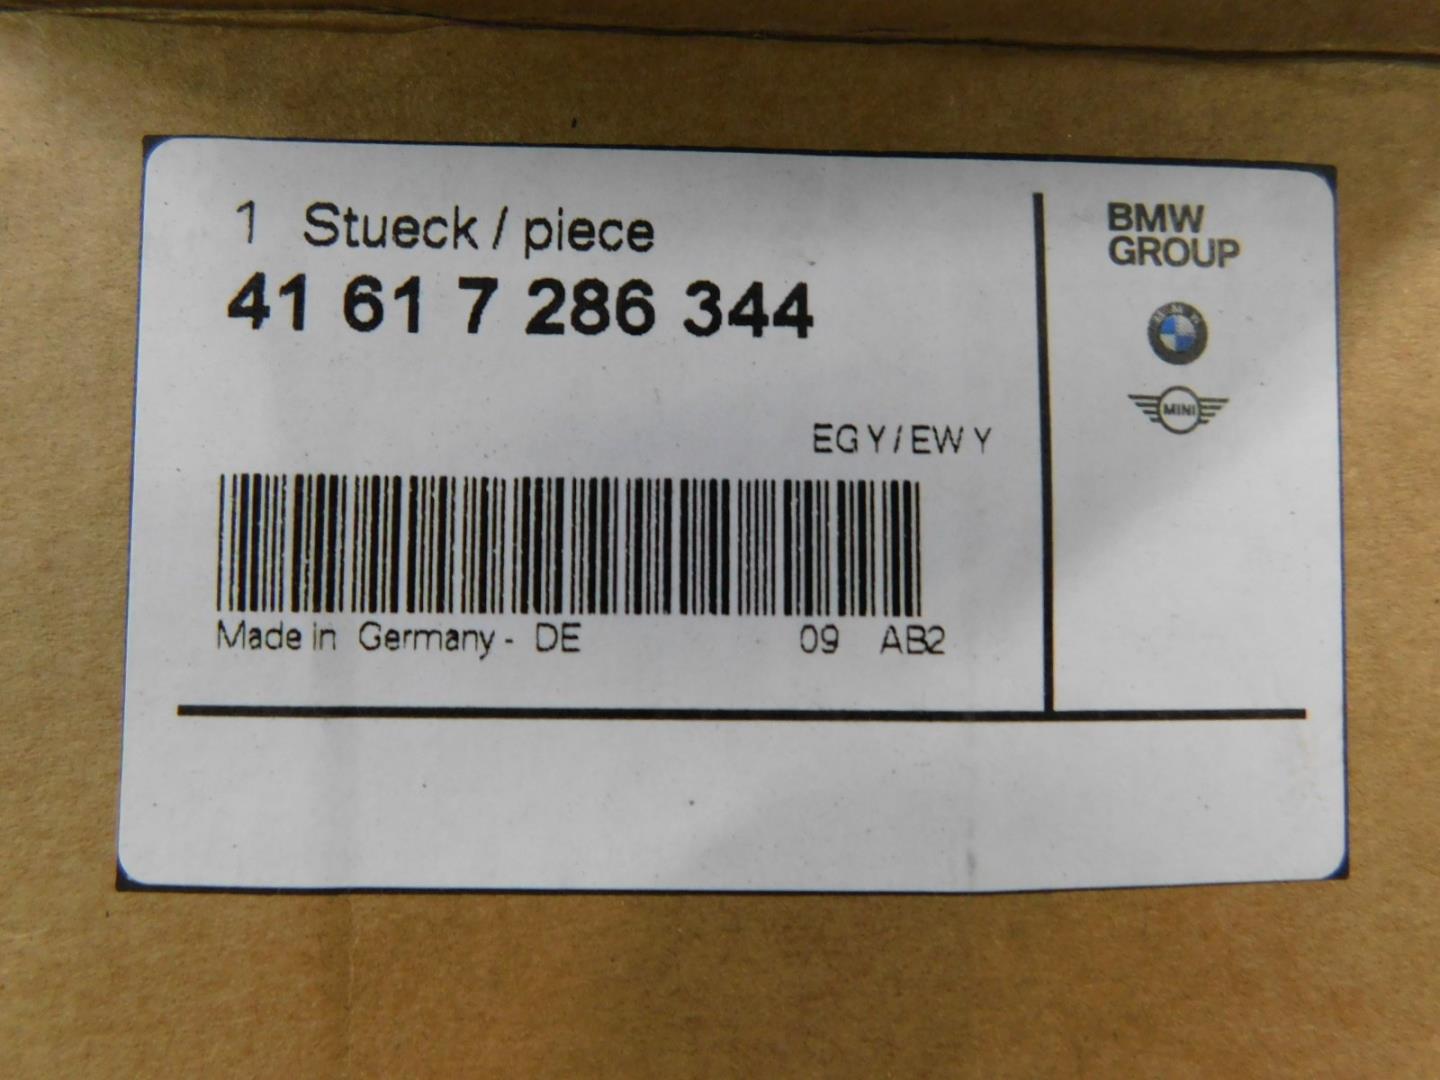 1 Stueck / piece
41 61 7 286 344
EG Y / EW Y
Made in Germany - DE 09 AB2
BMW
GROUP
BMW
MINI